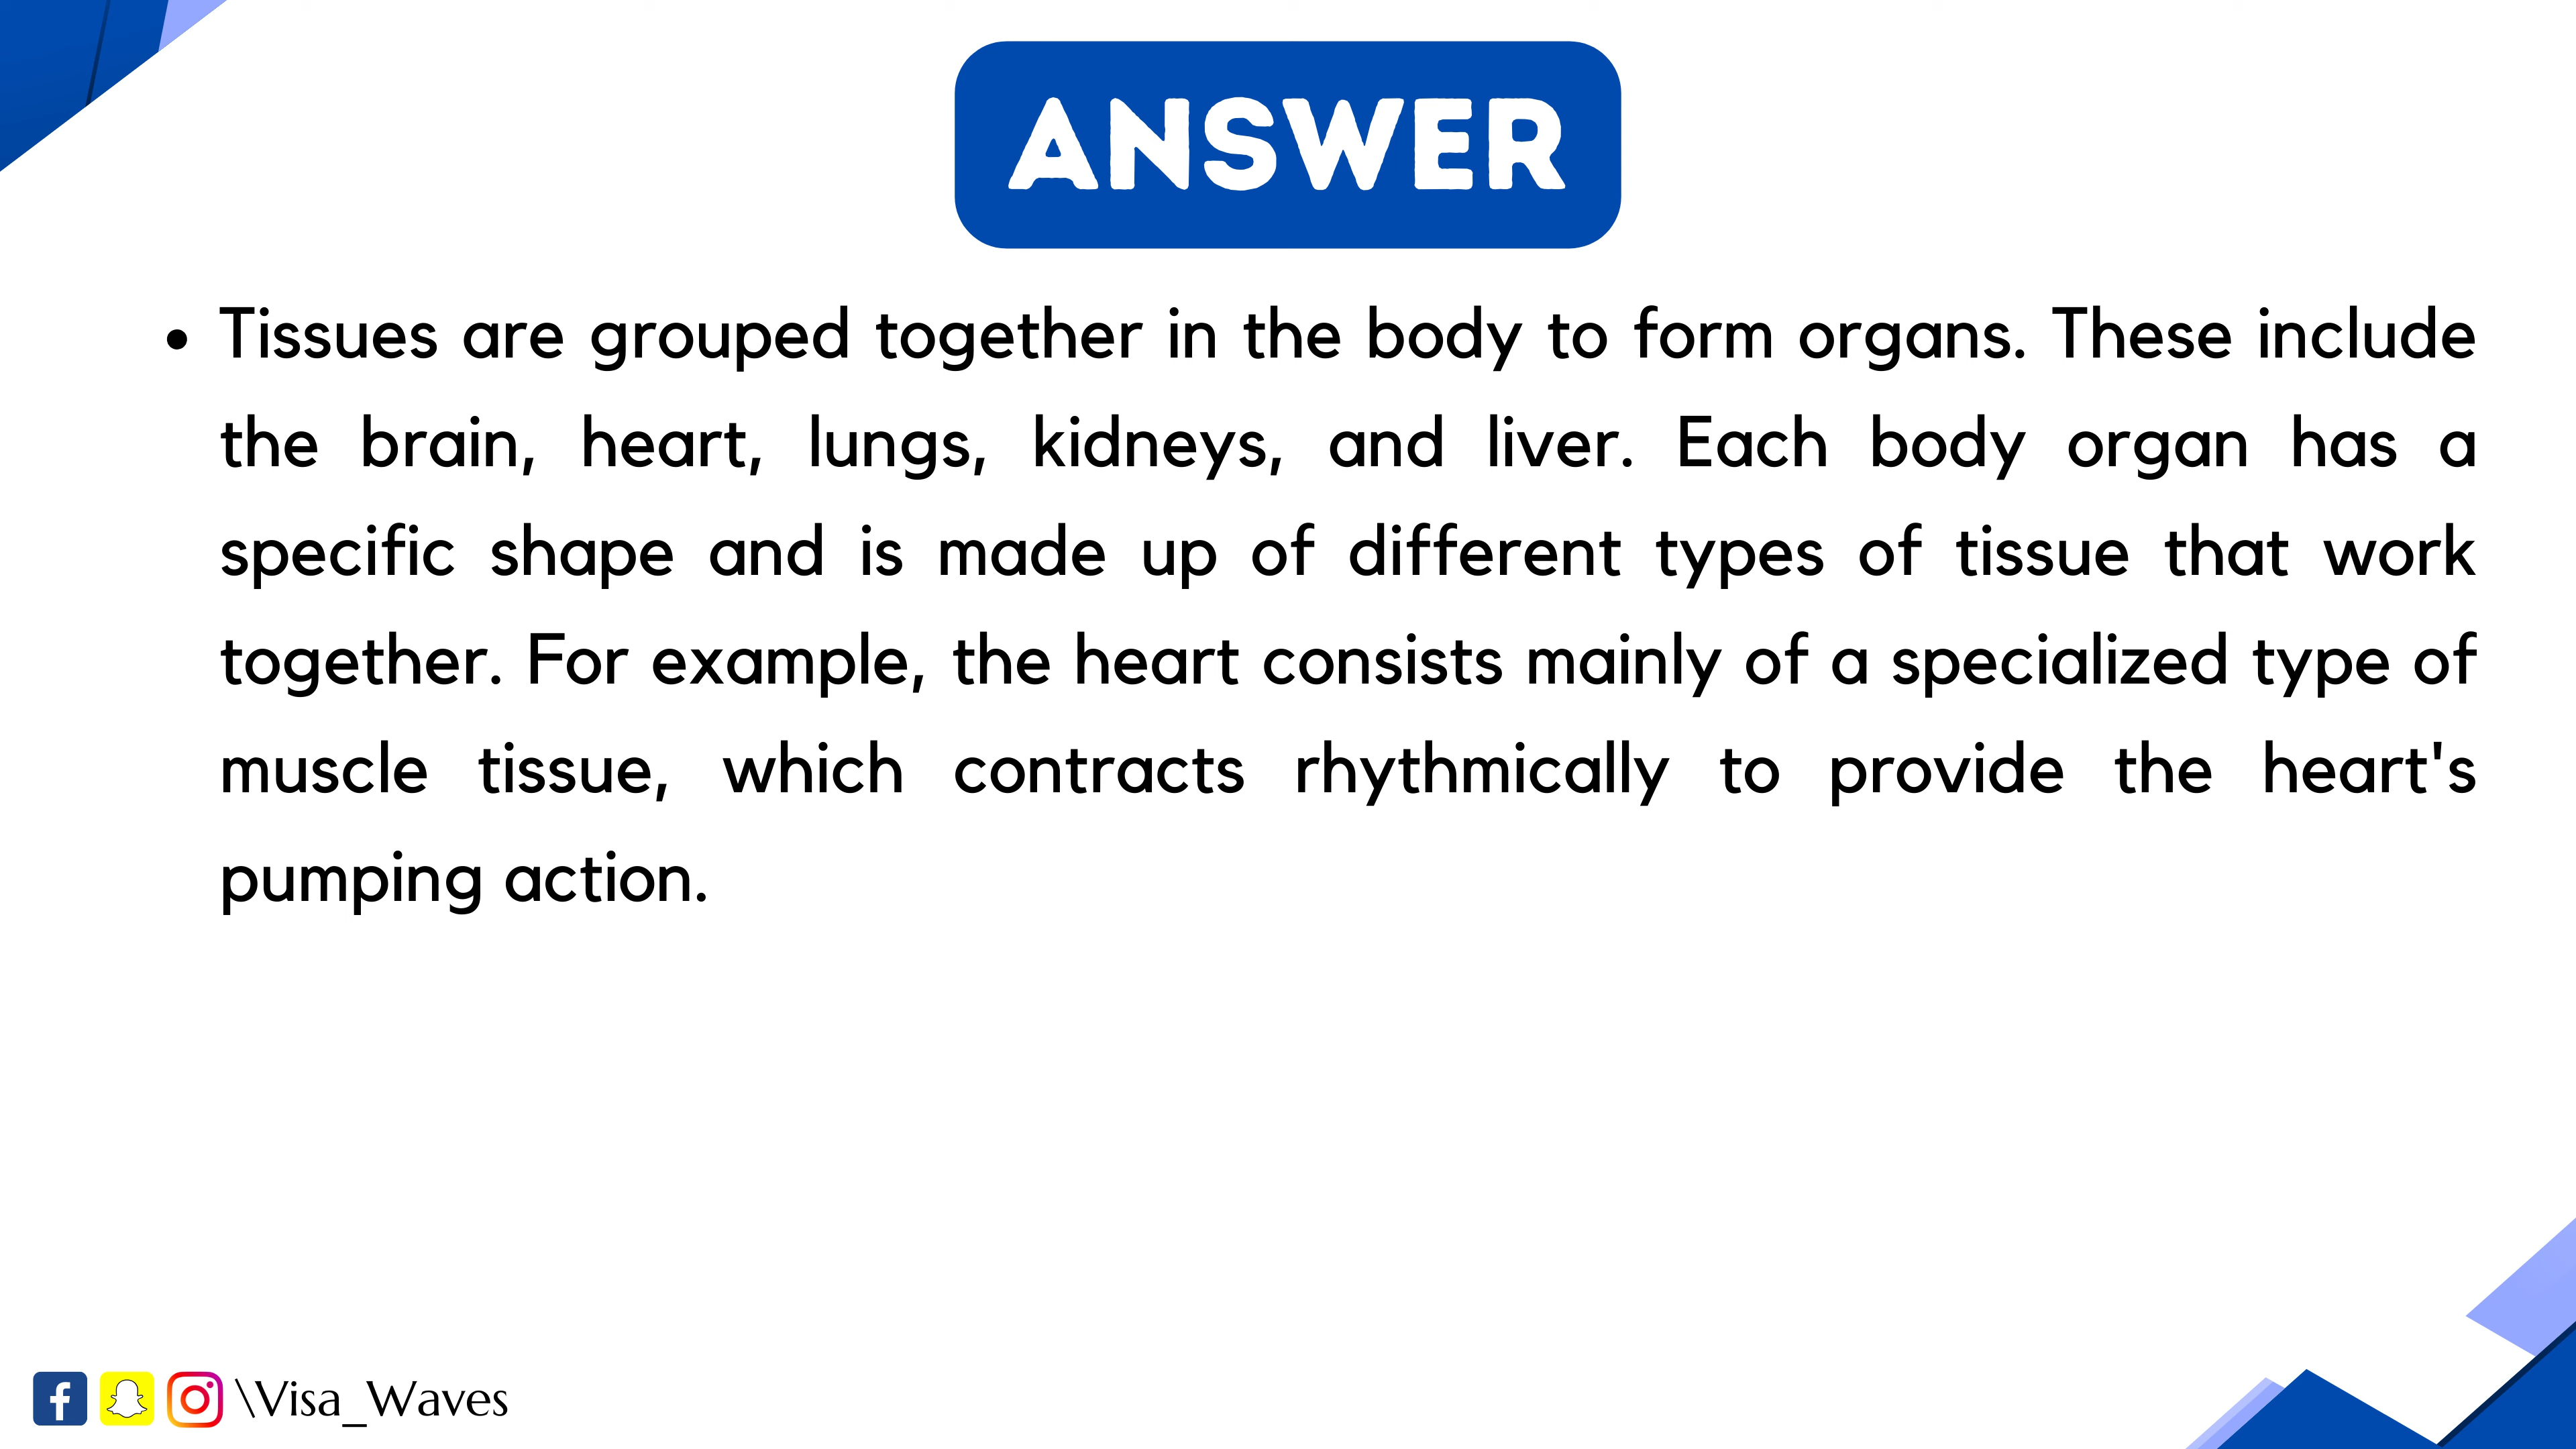 ANSWER
• Tissues are grouped together in the body to form organs. These include
the brain, heart, lungs, kidneys, and liver. Each body organ has a
specific shape and is made up of different types of tissue that work
together. For example, the heart consists mainly of a specialized type of
muscle tissue, which contracts rhythmically to provide the heart's
pumping action.
\Visa_Waves